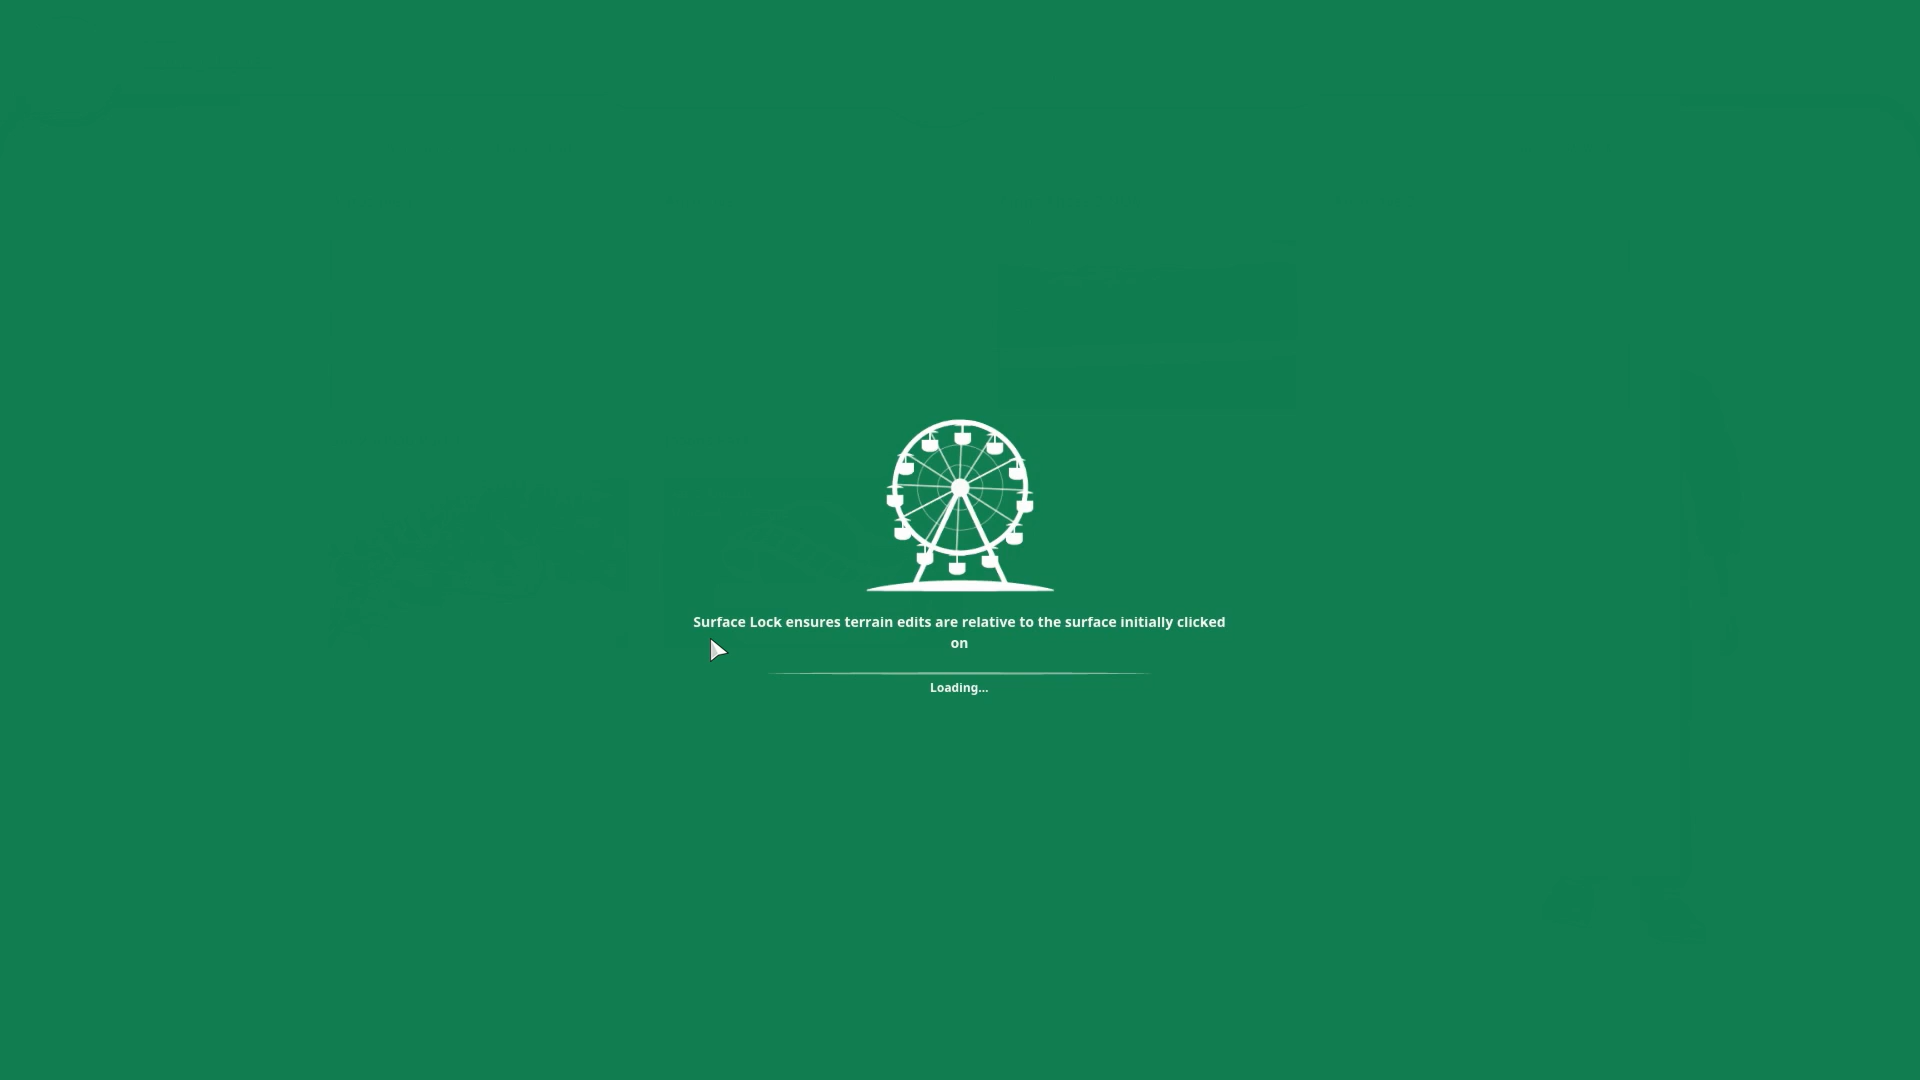 Surface Lock ensures terrain edits are relative to the surface initially clicked
on
Loading...